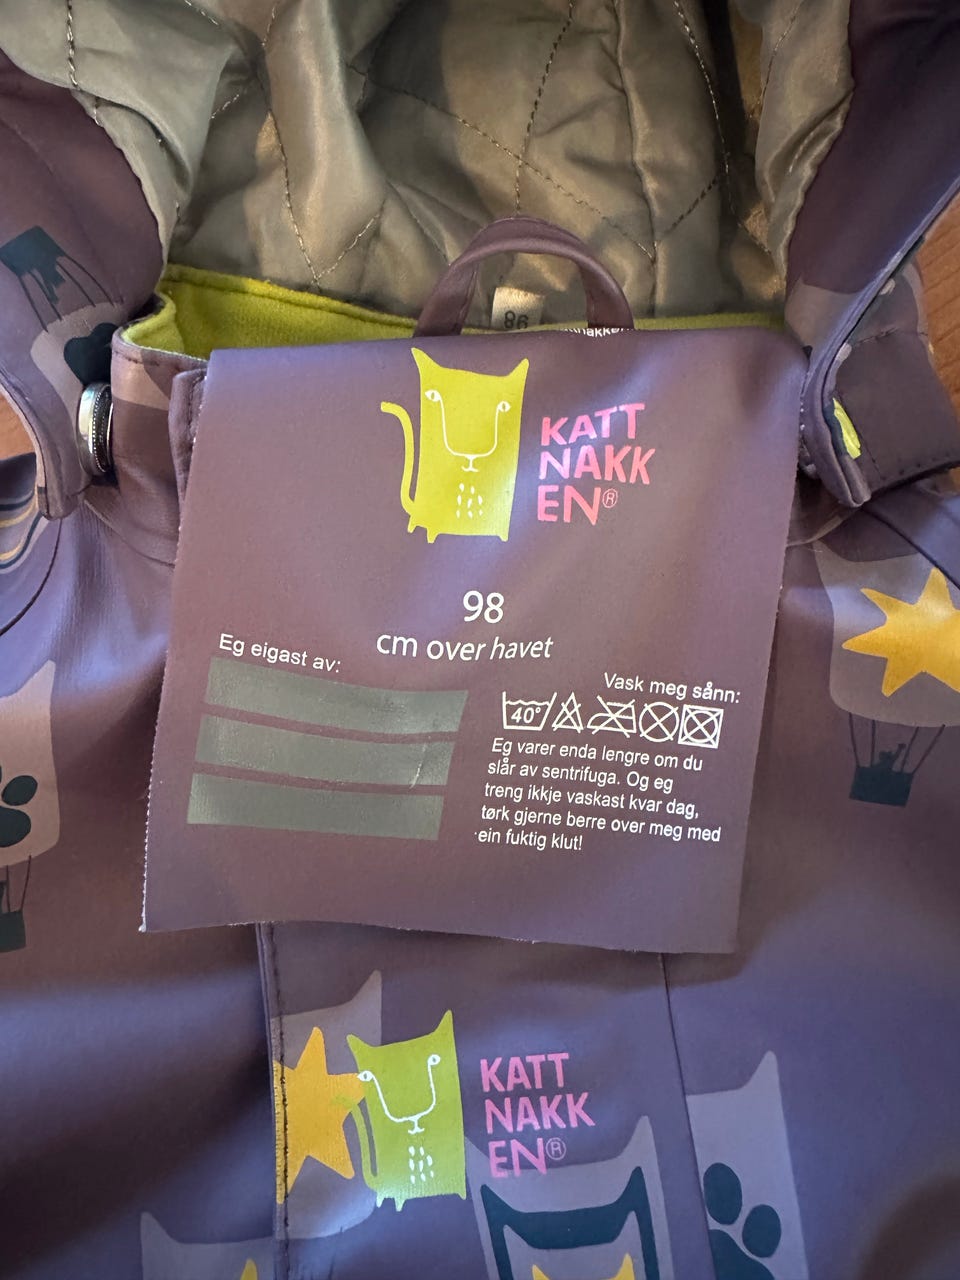 98
nakken
KATT
NAKK
EN®
98
cm over havet
Eg eigast av:
Vask meg sånn:
40°
Eg varer enda lengre om du
slår av sentrifuga. Og eg
treng ikkje vaskast kvar dag,
tørk gjerne berre over meg med
ein fuktig klut!
KATT
NAKK
EN®